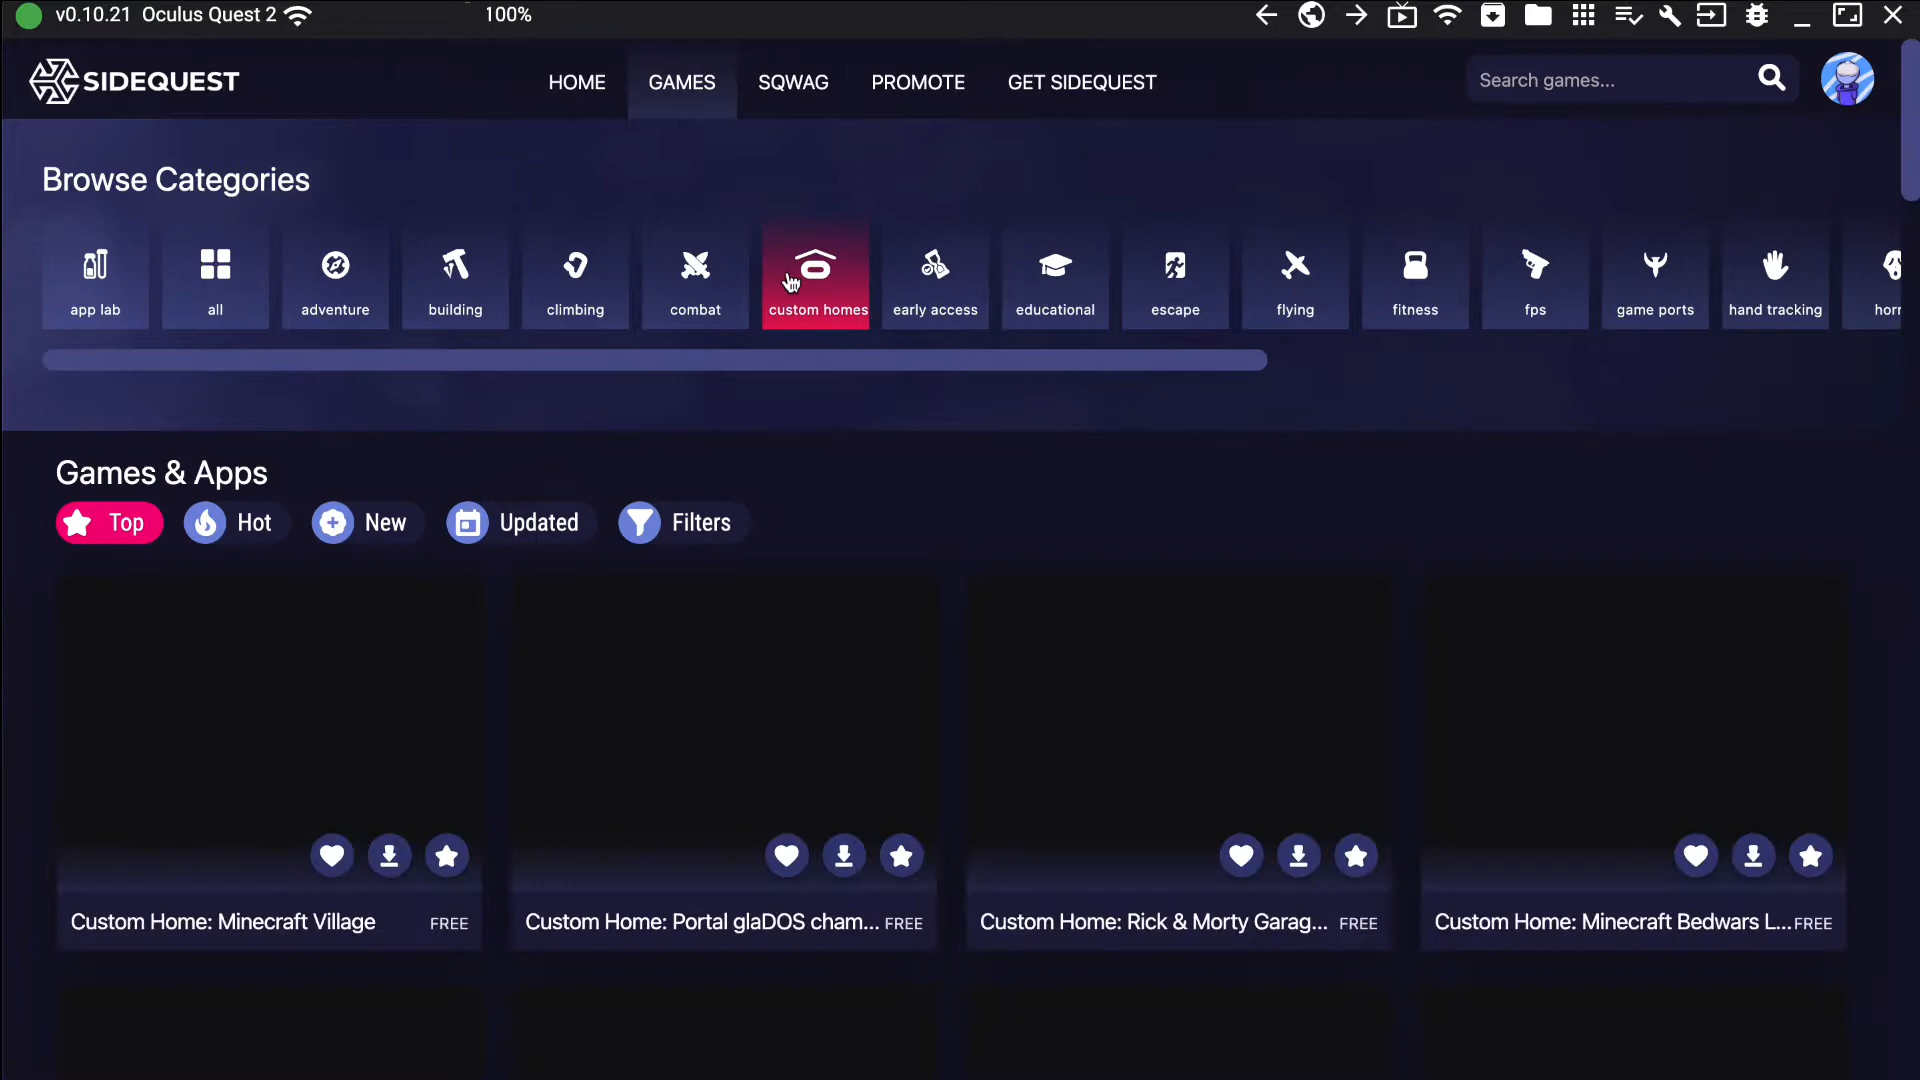 v0.10.21 Oculus Quest 2 100%
SIDEQUEST HOME GAMES SQWAG PROMOTE GET SIDEQUEST Search games...
Browse Categories
app lab all adventure building climbing combat custom homes early access educational escape flying fitness fps game ports hand tracking
Games & Apps
Top Hot New Updated Filters
Custom Home: Minecraft Village FREE Custom Home: Portal glaDOS cham... FREE Custom Home: Rick & Morty Garag... FREE Custom Home: Minecraft Bedwars L... FREE